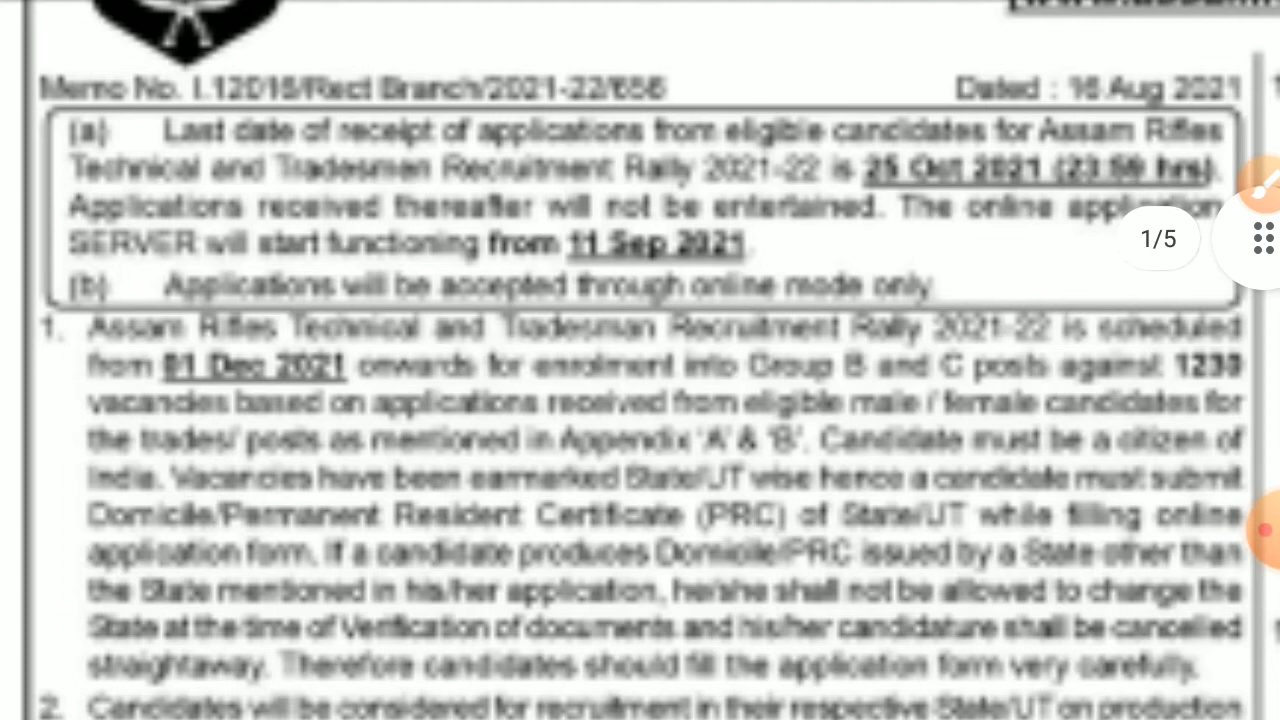 Memo No. I.12016/Rect Branch/2021-22/656
Dated : 16 Aug 2021
(a) Last date of receipt of applications from eligible candidates for Assam Rifles
Technical and Tradesmen Recruitment Rally 2021-22 is 25 Oct 2021 (23:59 hrs).
Applications received thereafter will not be entertained. The online application
SERVER will start functioning from 11 Sep 2021.
(b) Applications will be accepted through online mode only.
1/5
1. Assam Rifles Technical and Tradesman Recruitment Rally 2021-22 is scheduled
from 01 Dec 2021 onwards for enrolment into Group B and C posts against 1230
vacancies based on applications received from eligible male / female candidates for
the trades/ posts as mentioned in Appendix 'A' & 'B'. Candidate must be a citizen of
India. Vacancies have been earmarked State/UT wise hence a candidate must submit
Domicile/Permanent Resident Certificate (PRC) of State/UT while filling online
application form. If a candidate produces Domicile/PRC issued by a State other than
the State mentioned in his/her application, he/she shall not be allowed to change the
State at the time of Verification of documents and his/her candidature shall be cancelled
straightaway. Therefore candidates should fill the application form very carefully.
2. Candidates will be considered for recruitment in their respective State/UT on production